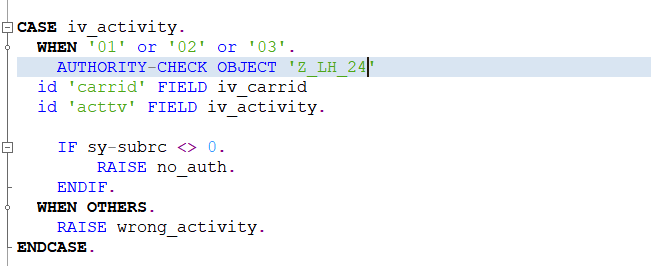 CASE iv_activity.
WHEN '01' or '02' or '03'.
AUTHORITY-CHECK OBJECT 'Z_LH_24'
id 'carrid' FIELD iv_carrid
id 'acttv' FIELD iv_activity.
IF sy-subrc <> 0.
RAISE no_auth.
ENDIF.
WHEN OTHERS.
RAISE wrong_activity.
ENDCASE.